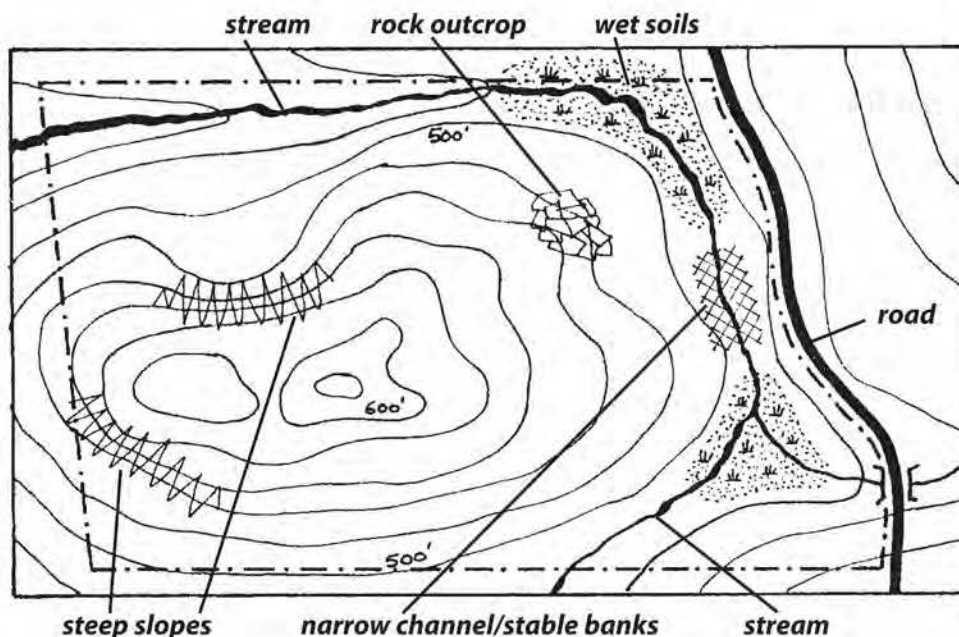 stream rock outcrop wet soils
500'
road
600'
500'
steep slopes narrow channel/stable banks stream